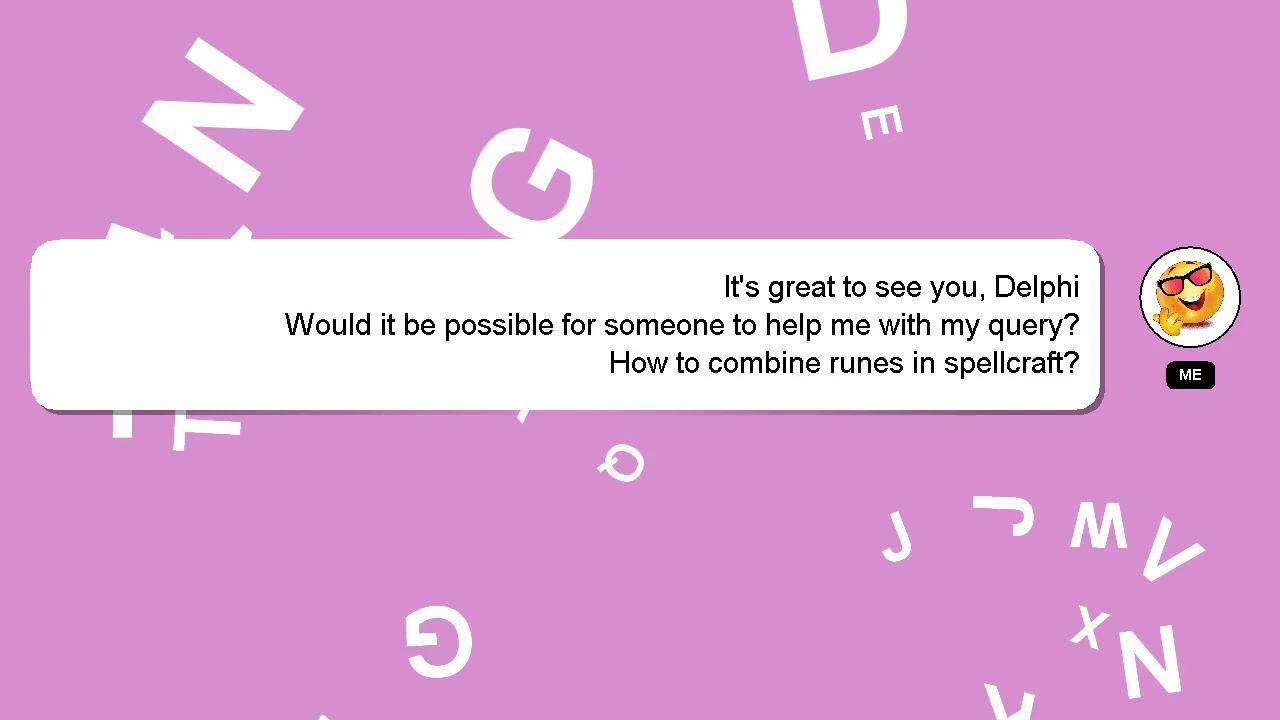 N
D
E
G
It's great to see you, Delphi
Would it be possible for someone to help me with my query?
How to combine runes in spellcraft?
ME
T
Q
J
J
W
V
G
X
N